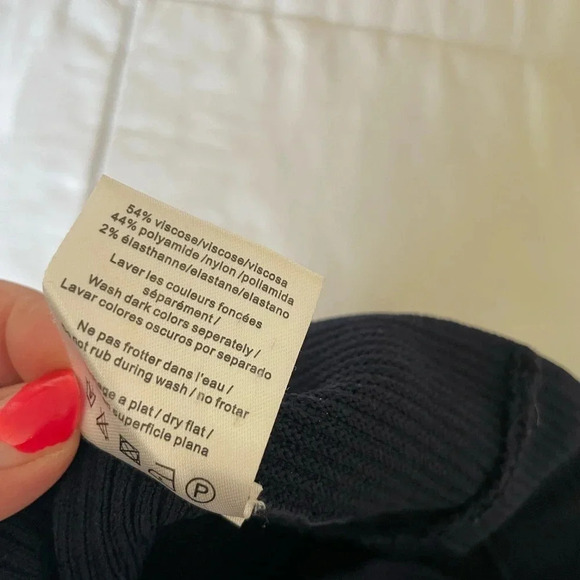 54% viscose/viscose/viscosa
44% polyamide /nylon /poliamida
2% élasthanne/elastane/elastano
Laver les couleurs foncées
séparément /
Wash dark colors seperately /
Lavar colores oscuros por separado
Ne pas frotter dans l'eau /
not rub during wash / no frotar
a plat / dry flat /
superficie plana
P